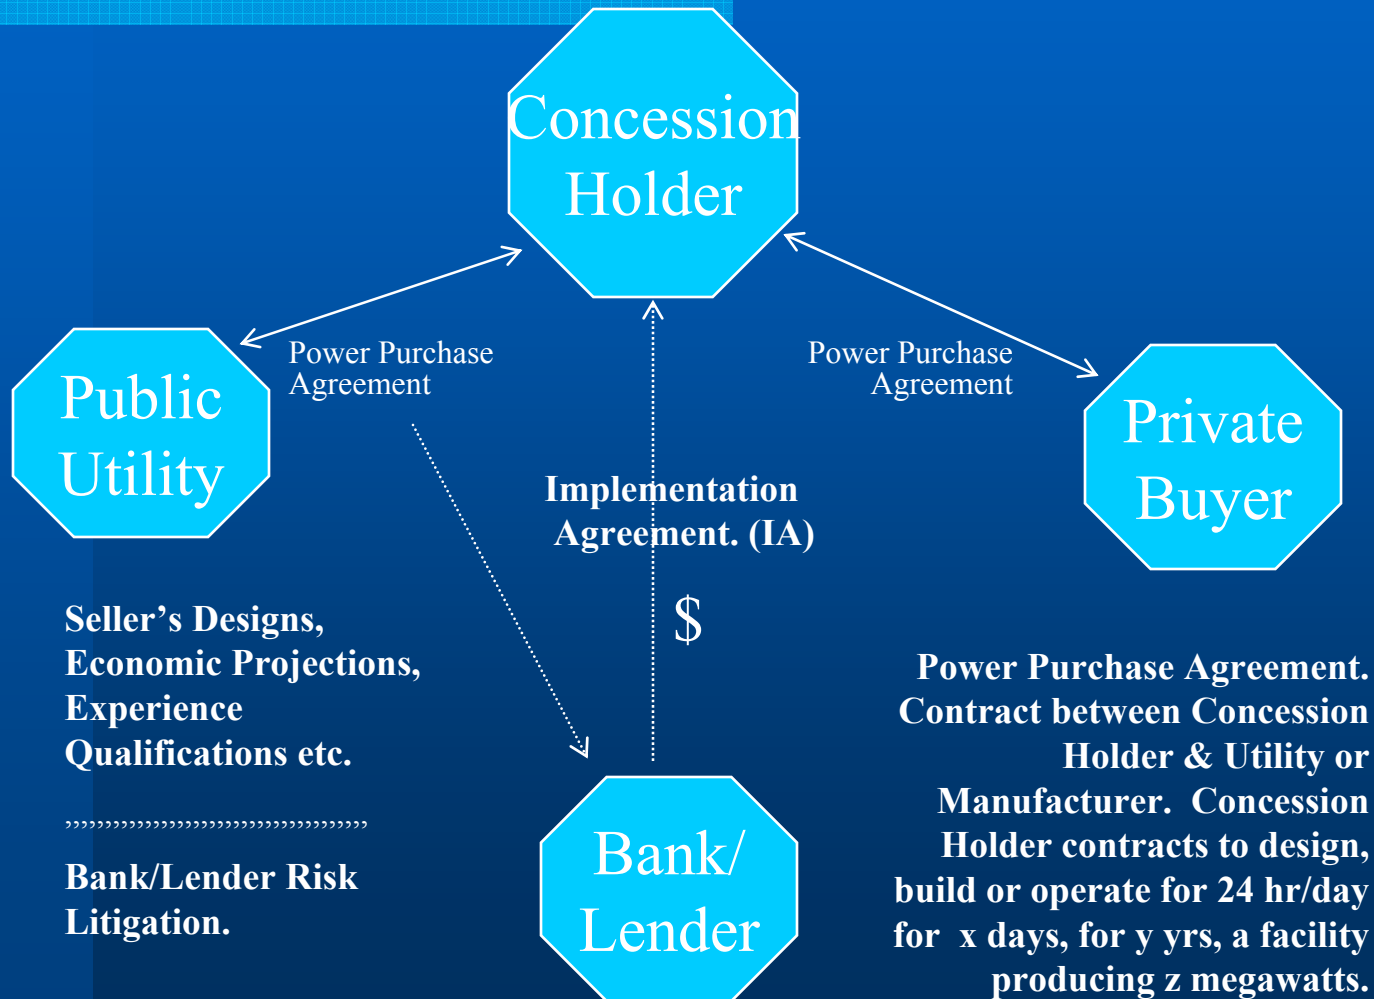 Concession
Holder
Power Purchase
Agreement
Power Purchase
Agreement
Public
Utility
Private
Buyer
Implementation
Agreement. (IA)
$
Seller’s Designs,
Economic Projections,
Experience
Qualifications etc.
,,,,,,,,,,,,,,,,,,,,,,,,,,,,,,,,,,,,,,
Bank/Lender Risk
Litigation.
Bank/
Lender
Power Purchase Agreement.
Contract between Concession
Holder & Utility or
Manufacturer.  Concession
Holder contracts to design,
build or operate for 24 hr/day
for  x days, for y yrs, a facility
producing z megawatts.